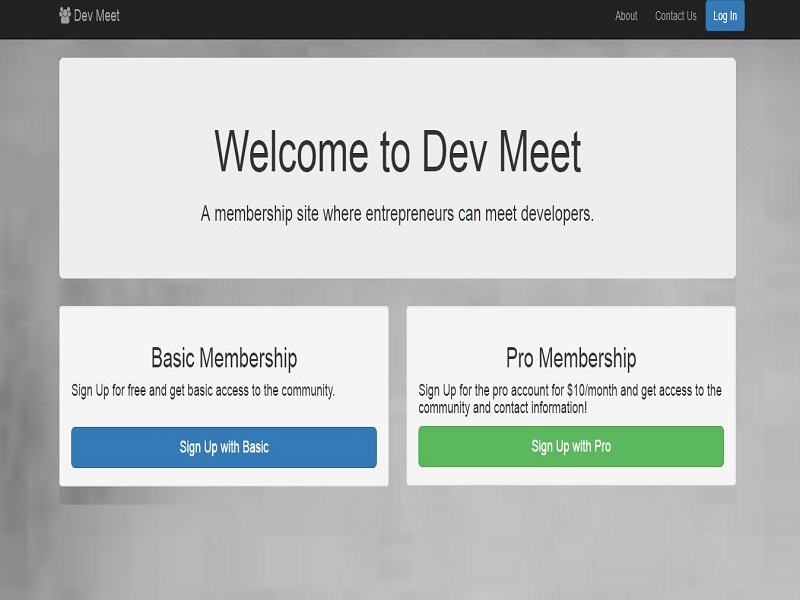 Dev Meet
About
Contact Us
Log In
Welcome to Dev Meet
A membership site where entrepreneurs can meet developers.
Basic Membership
Sign Up for free and get basic access to the community.
Sign Up with Basic
Pro Membership
Sign Up for the pro account for $10/month and get access to the
community and contact information!
Sign Up with Pro